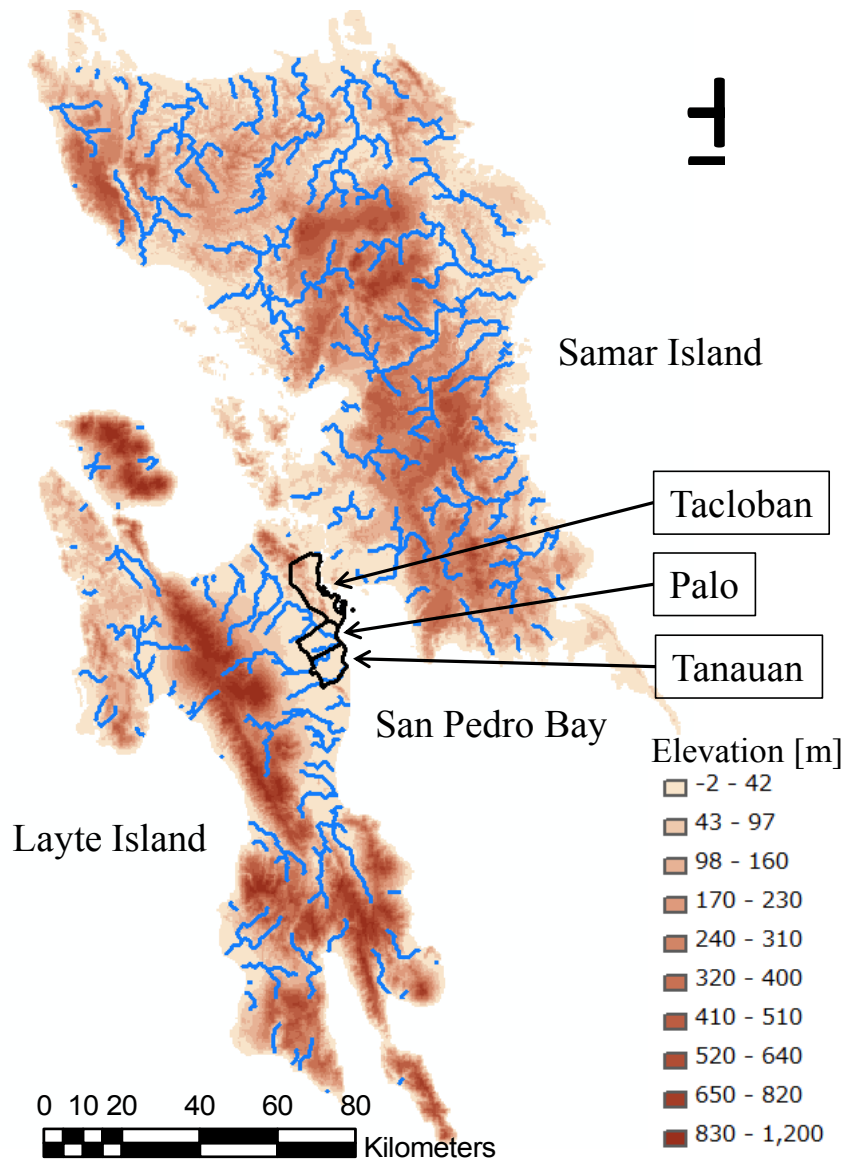 Samar Island
Tacloban
Palo
Tanauan
San Pedro Bay
Layte Island
Elevation [m]
-2 - 42
43 - 97
98 - 160
170 - 230
240 - 310
320 - 400
410 - 510
520 - 640
650 - 820
830 - 1,200
0 10 20 40 60 80
Kilometers